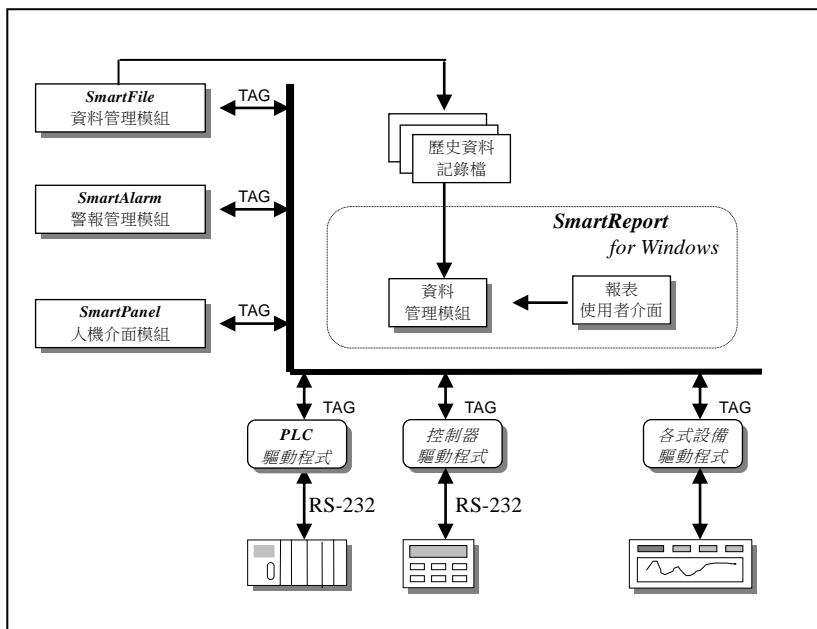 SmartFile
資料管理模組
TAG
歷史資料
記錄檔
SmartAlarm
警報管理模組
TAG
SmartReport
for Windows
資料
管理模組
報表
使用者介面
SmartPanel
人機介面模組
TAG
TAG
TAG
TAG
PLC
驅動程式
控制器
驅動程式
各式設備
驅動程式
RS-232
RS-232